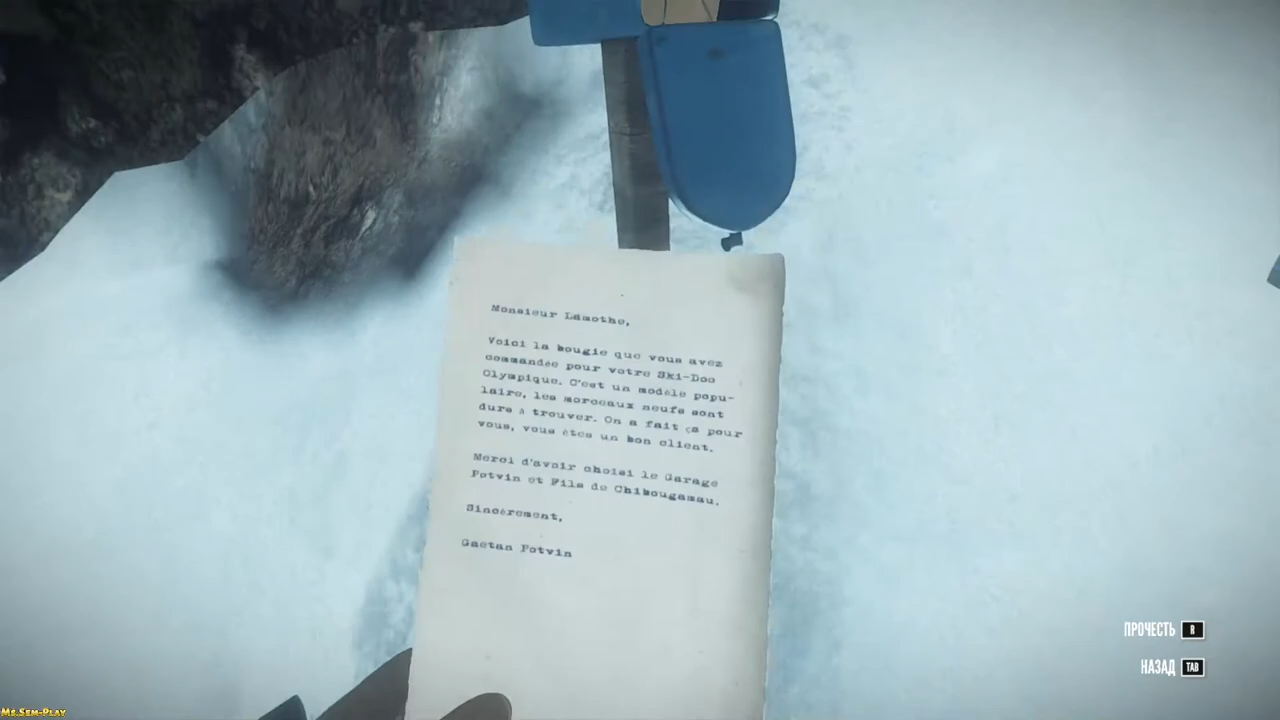 Monsieur Lamothe,
Voici la bougie que vous avez
commandée pour votre Ski-Doo
Olympique. C'est un modèle popu-
laire, les morceaux neufs sont
durs à trouver. On a fait ça pour
vous, vous êtes un bon client.
Merci d'avoir choisi le Garage
Potvin et Fils de Chibougamau.
Sincèrement,
Gaetan Potvin
ПРОЧЕСТЬ R
НАЗАД TAB
Mr.Sem-Play